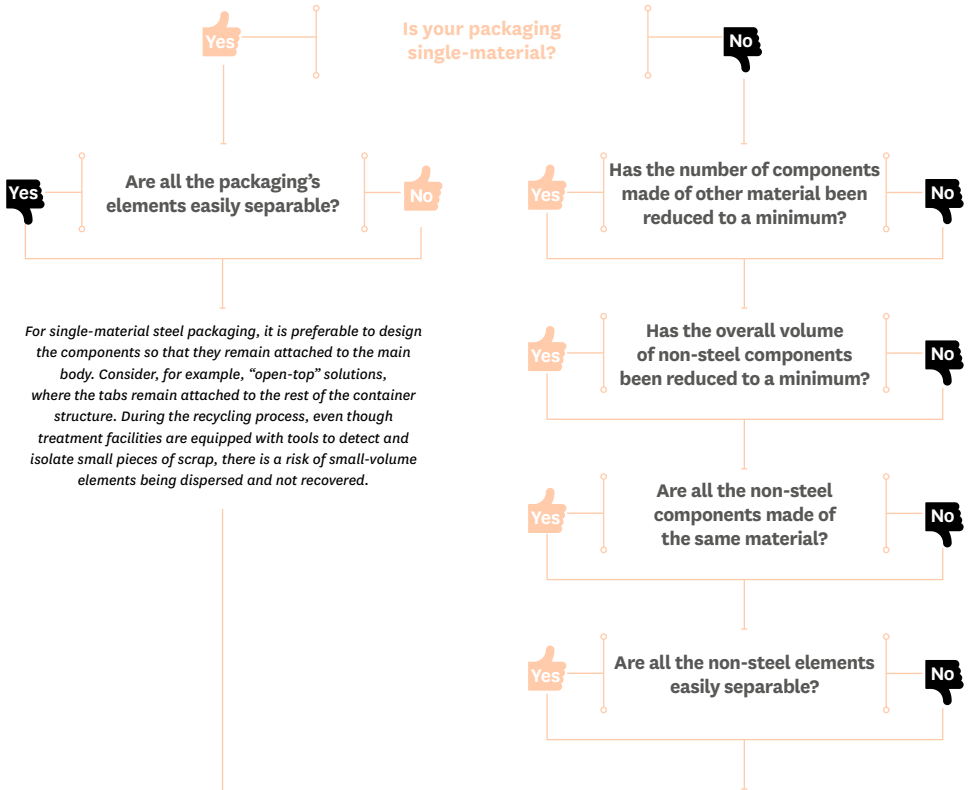 Yes
Is your packaging
single-material?
No
Yes
Are all the packaging's
elements easily separable?
No
For single-material steel packaging, it is preferable to design
the components so that they remain attached to the main
body. Consider, for example, “open-top” solutions,
where the tabs remain attached to the rest of the container
structure. During the recycling process, even though
treatment facilities are equipped with tools to detect and
isolate small pieces of scrap, there is a risk of small-volume
elements being dispersed and not recovered.
Yes
Has the number of components
made of other material been
reduced to a minimum?
No
Yes
Has the overall volume
of non-steel components
been reduced to a minimum?
No
Yes
Are all the non-steel
components made of
the same material?
No
Yes
Are all the non-steel elements
easily separable?
No